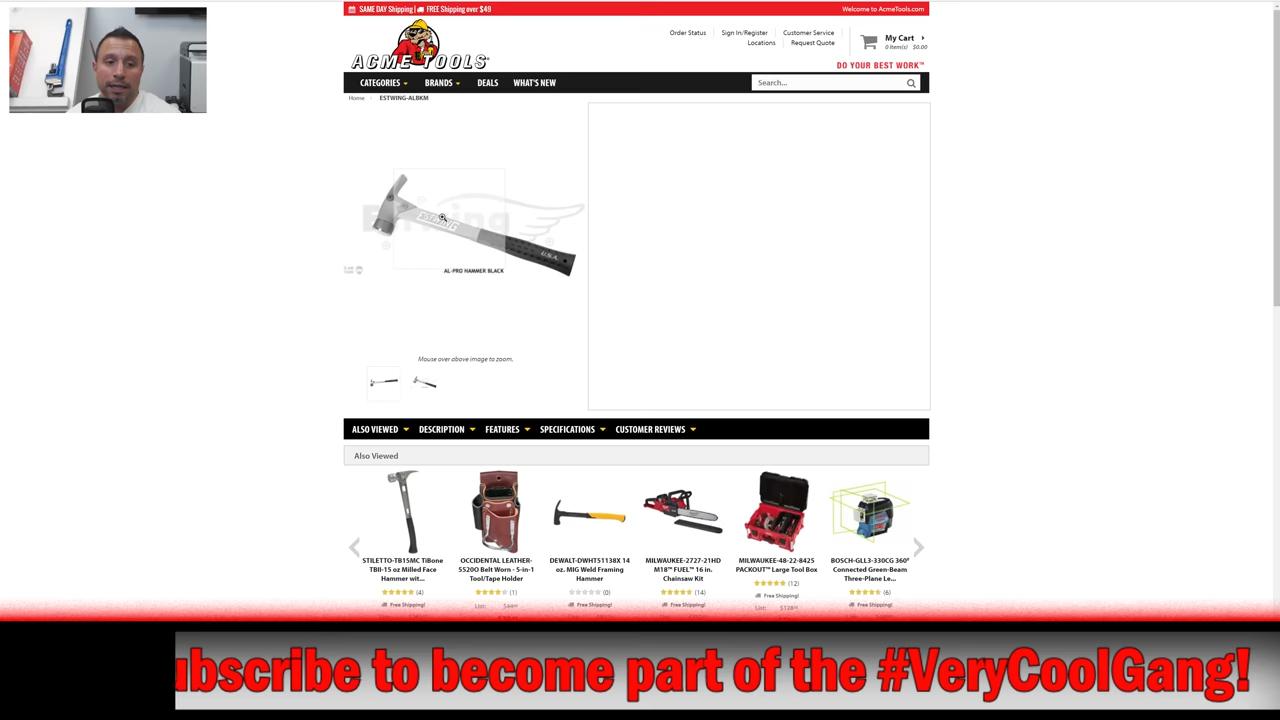 SAME DAY Shipping | FREE Shipping over $49
Welcome to AcmeTools.com
ACME TOOLS
Order Status
Sign In/Register
Customer Service
Locations
Request Quote
My Cart
0 Item(s) $0.00
DO YOUR BEST WORK™
CATEGORIES
BRANDS
DEALS
WHAT'S NEW
Search...
Home
ESTWING-ALBKM
Estwing
ESTWING
U.S.A.
AL-PRO HAMMER BLACK
Mouse over above image to zoom.
ALSO VIEWED
DESCRIPTION
FEATURES
SPECIFICATIONS
CUSTOMER REVIEWS
Also Viewed
STILETTO-TB15MC TiBone
TBII-15 oz Milled Face
Hammer wit...
(4)
Free Shipping!
OCCIDENTAL LEATHER-
5520O Belt Worn - 5-in-1
Tool/Tape Holder
(1)
List:
DEWALT-DWHT51138X 14
oz. MIG Weld Framing
Hammer
(0)
Free Shipping!
MILWAUKEE-2727-21HD
M18™ FUEL™ 16 in.
Chainsaw Kit
(14)
Free Shipping!
MILWAUKEE-48-22-8425
PACKOUT™ Large Tool Box
(12)
Free Shipping!
List:
BOSCH-GLL3-330CG 360º
Connected Green-Beam
Three-Plane Le...
(6)
Free Shipping!
ubscribe to become part of the #VeryCoolGang!